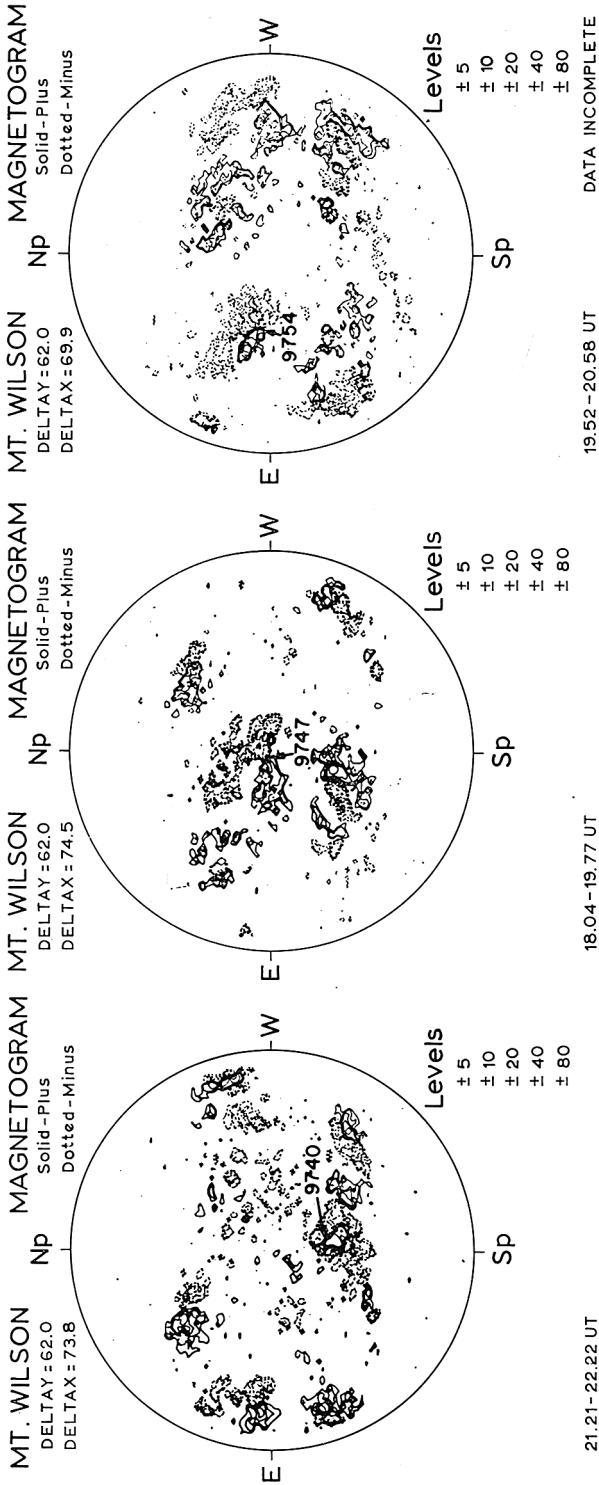 MT. WILSON MAGNETOGRAM
DELTAY = 62.0
DELTAX = 73.8
Np
Solid-Plus
Dotted-Minus
E
W
9740
Sp
Levels
± 5
± 10
± 20
± 40
± 80
21.21-22.22 UT
MT. WILSON MAGNETOGRAM
DELTAY = 62.0
DELTAX = 74.5
Np
Solid-Plus
Dotted-Minus
E
W
9747
Sp
Levels
± 5
± 10
± 20
± 40
± 80
18.04-19.77 UT
MT. WILSON MAGNETOGRAM
DELTAY = 62.0
DELTAX = 69.9
Np
Solid-Plus
Dotted-Minus
E
W
9754
Sp
Levels
± 5
± 10
± 20
± 40
± 80
19.52-20.58 UT
DATA INCOMPLETE